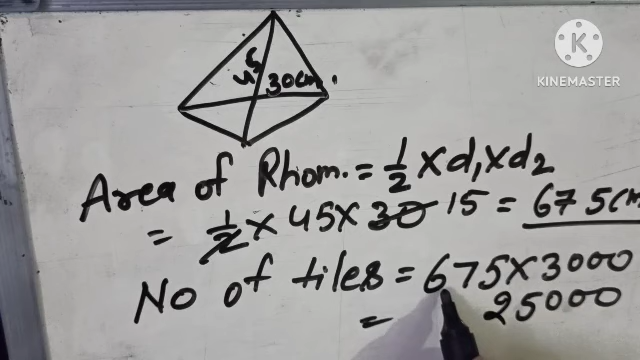 K
KINEMASTER
45
30cm.
Area of Rhom. = 1/2 x d1 x d2
= 1/2 x 45 x 30 15 = 675 cm
No of tiles = 675 x 3000
= 25000